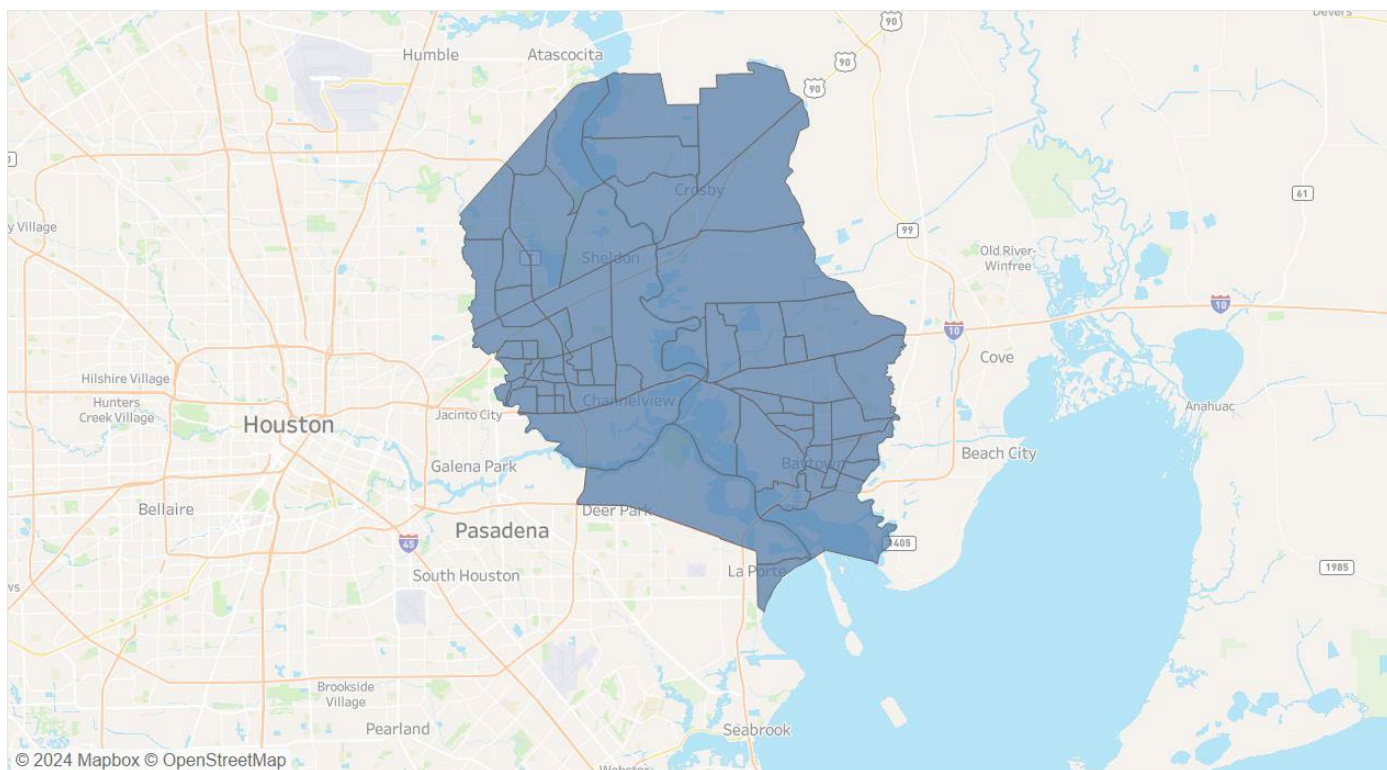 90
Devers
Humble
Atascocita
90
90
Crosby
61
y Village
99
Old River-
Winfree
Sheldon
10
10
Cove
Hilshire Village
Hunters
Creek Village
Channelview
Jacinto City
Anahuac
Houston
Beach City
Galena Park
Baytown
Bellaire
Deer Park
Pasadena
45
1405
La Porte
South Houston
1985
ws
Brookside
Village
Pearland
Seabrook
Webster
© 2024 Mapbox © OpenStreetMap